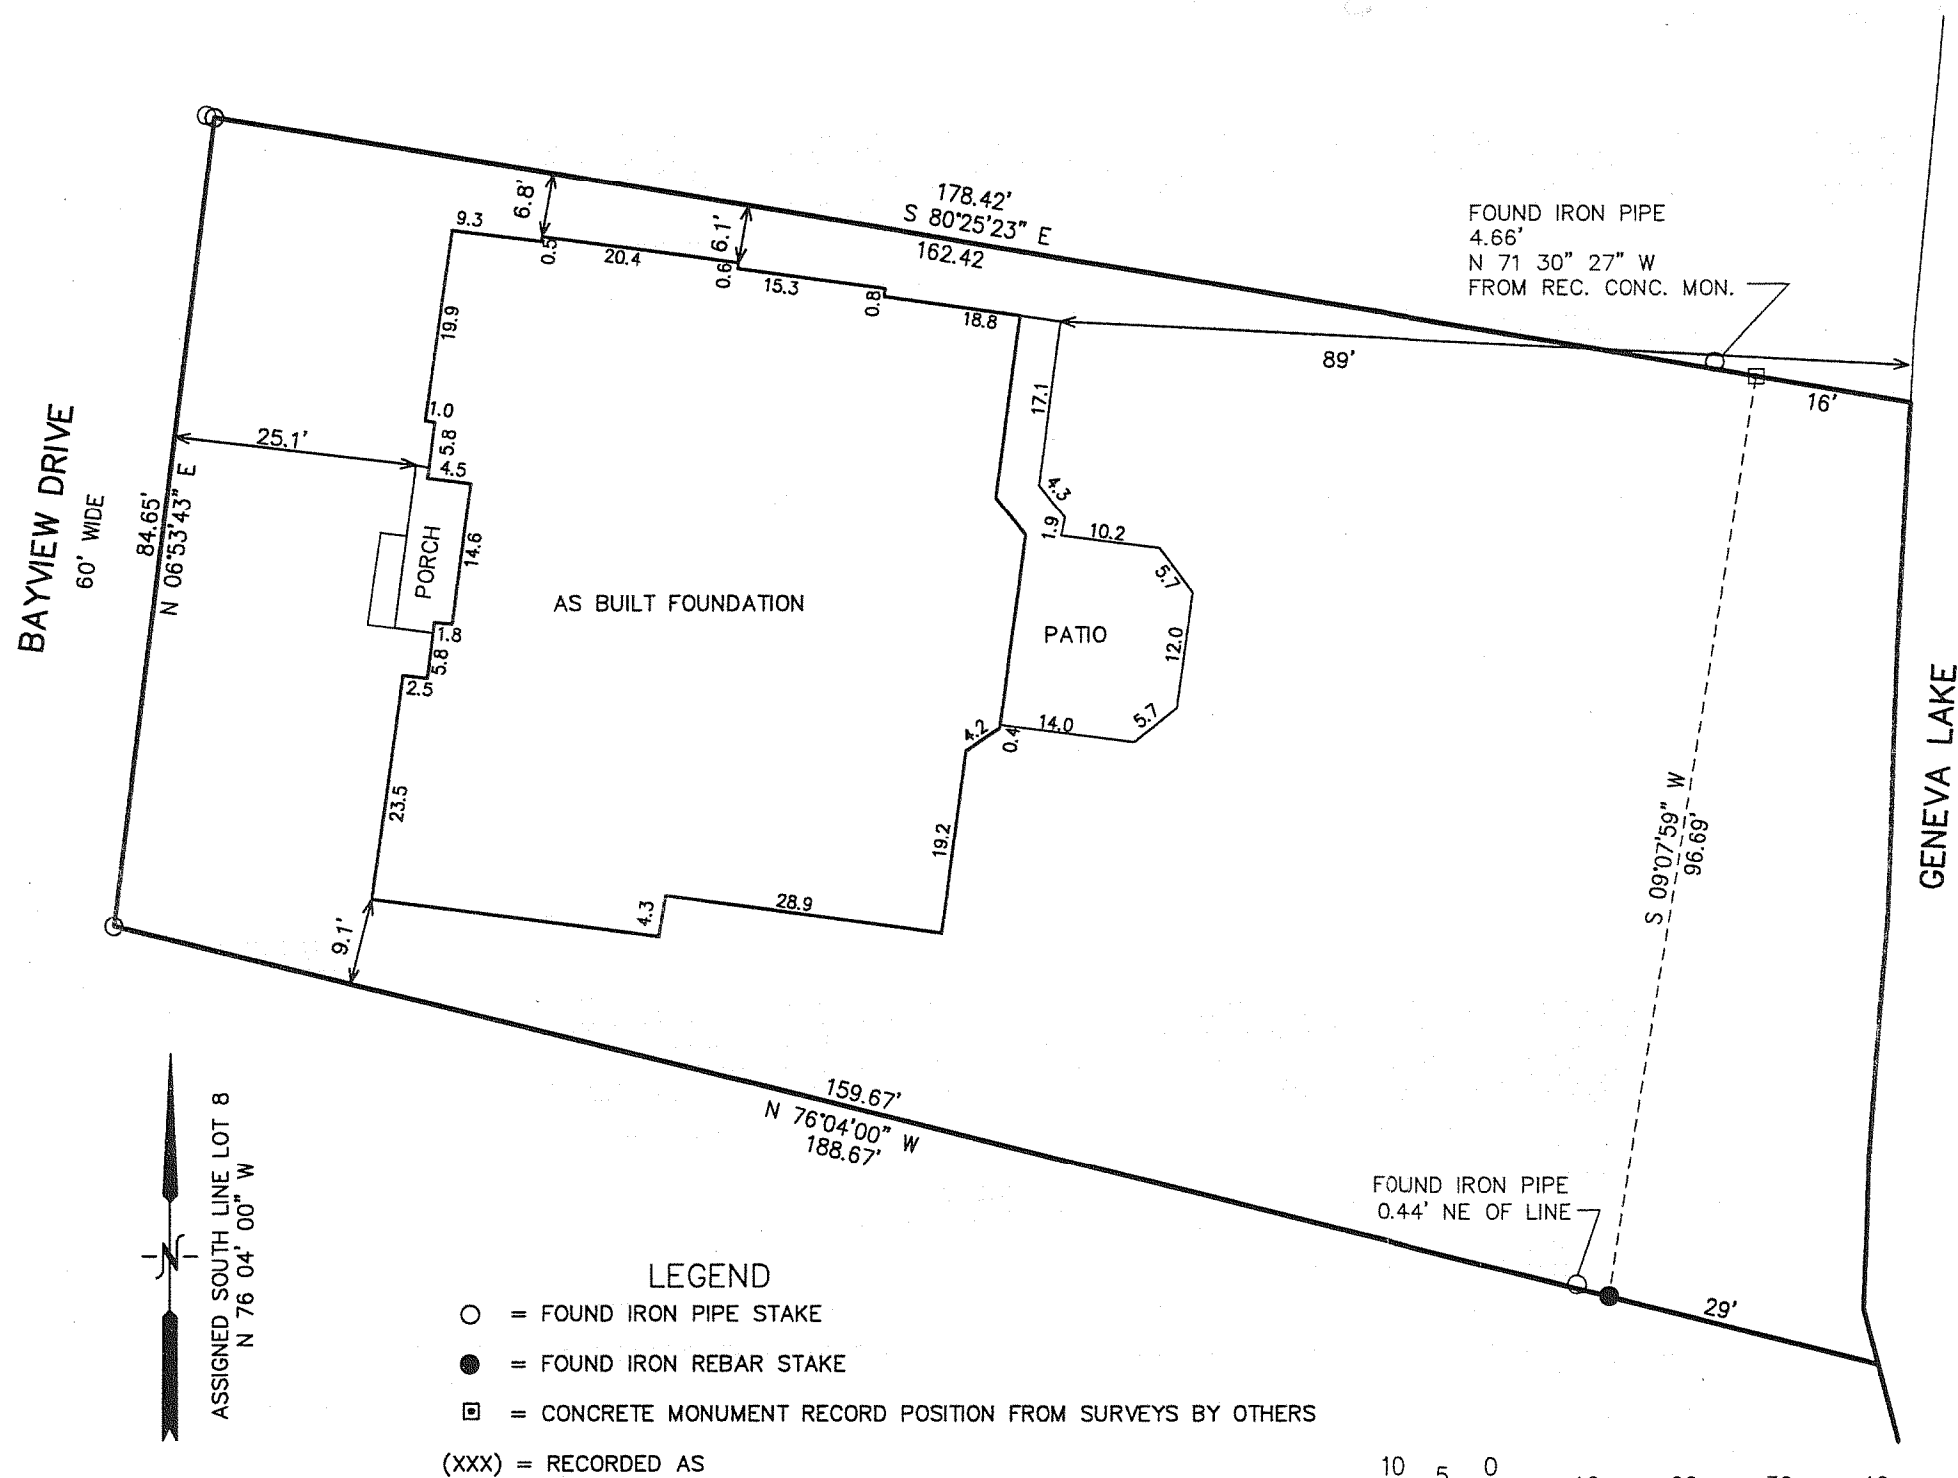 178.42'
S 80°25'23" E
162.42
FOUND IRON PIPE
4.66'
N 71 30" 27" W
FROM REC. CONC. MON.
6.8'
6.1'
9.3
0.5
20.4
0.6
15.3
0.8
18.8
89'
16'
19.9
17.1
1.0
5.8
4.5
25.1'
BAYVIEW DRIVE
60' WIDE
84.65'
N 06°53'43" E
PORCH
14.6
4.3
1.9
10.2
5.7
AS BUILT FOUNDATION
PATIO
12.0
1.8
5.8
2.5
4.2
0.4
14.0
5.7
23.5
19.2
GENEVA LAKE
S 09°07'59" W
96.69'
4.3
28.9
9.1'
159.67'
N 76°04'00" W
188.67'
FOUND IRON PIPE
0.44' NE OF LINE
29'
ASSIGNED SOUTH LINE LOT 8
N 76 04' 00" W
N
LEGEND
= FOUND IRON PIPE STAKE
= FOUND IRON REBAR STAKE
= CONCRETE MONUMENT RECORD POSITION FROM SURVEYS BY OTHERS
(XXX) = RECORDED AS
10 5 0